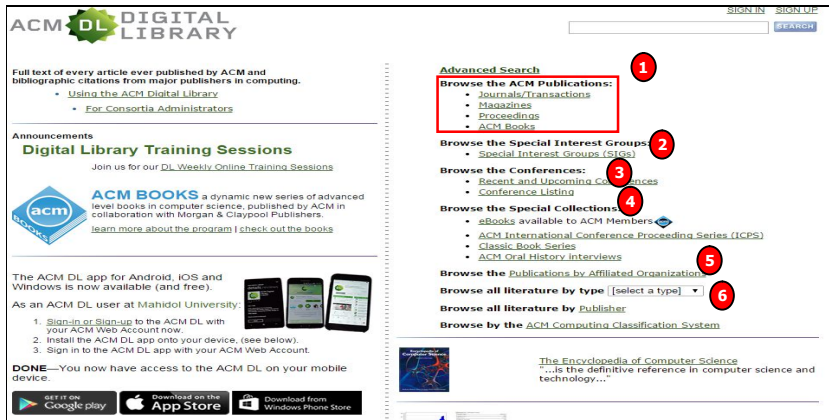 ACM DL DIGITAL LIBRARY
SIGN IN SIGN UP
SEARCH
Full text of every article ever published by ACM and
bibliographic citations from major publishers in computing.
Using the ACM Digital Library
For Consortia Administrators
Announcements
Digital Library Training Sessions
Join us for our DL Weekly Online Training Sessions
acm BOOKS
ACM BOOKS a dynamic new series of advanced
level books in computer science, published by ACM in
collaboration with Morgan & Claypool Publishers.
learn more about the program | check out the books
The ACM DL app for Android, iOS and
Windows is now available (and free).
As an ACM DL user at Mahidol University:
1. Sign-in or Sign-up to the ACM DL with
your ACM Web Account now.
2. Install the ACM DL app onto your device, (see below).
3. Sign in to the ACM DL app with your ACM Web Account.
DONE—You now have access to the ACM DL on your mobile
device.
GET IT ON Google play
Download on the App Store
Download from Windows Phone Store
Advanced Search
1
Browse the ACM Publications:
Journals/Transactions
Magazines
Proceedings
ACM Books
Browse the Special Interest Groups:
2
Special Interest Groups (SIGs)
Browse the Conferences:
3
Recent and Upcoming Conferences
Conference Listing
4
Browse the Special Collections:
eBooks available to ACM Members
ACM International Conference Proceeding Series (ICPS)
Classic Book Series
ACM Oral History interviews
5
Browse the Publications by Affiliated Organizations
Browse all literature by type [select a type]
6
Browse all literature by Publisher
Browse by the ACM Computing Classification System
Encyclopedia of
Computer Science
The Encyclopedia of Computer Science
"...is the definitive reference in computer science and
technology..."